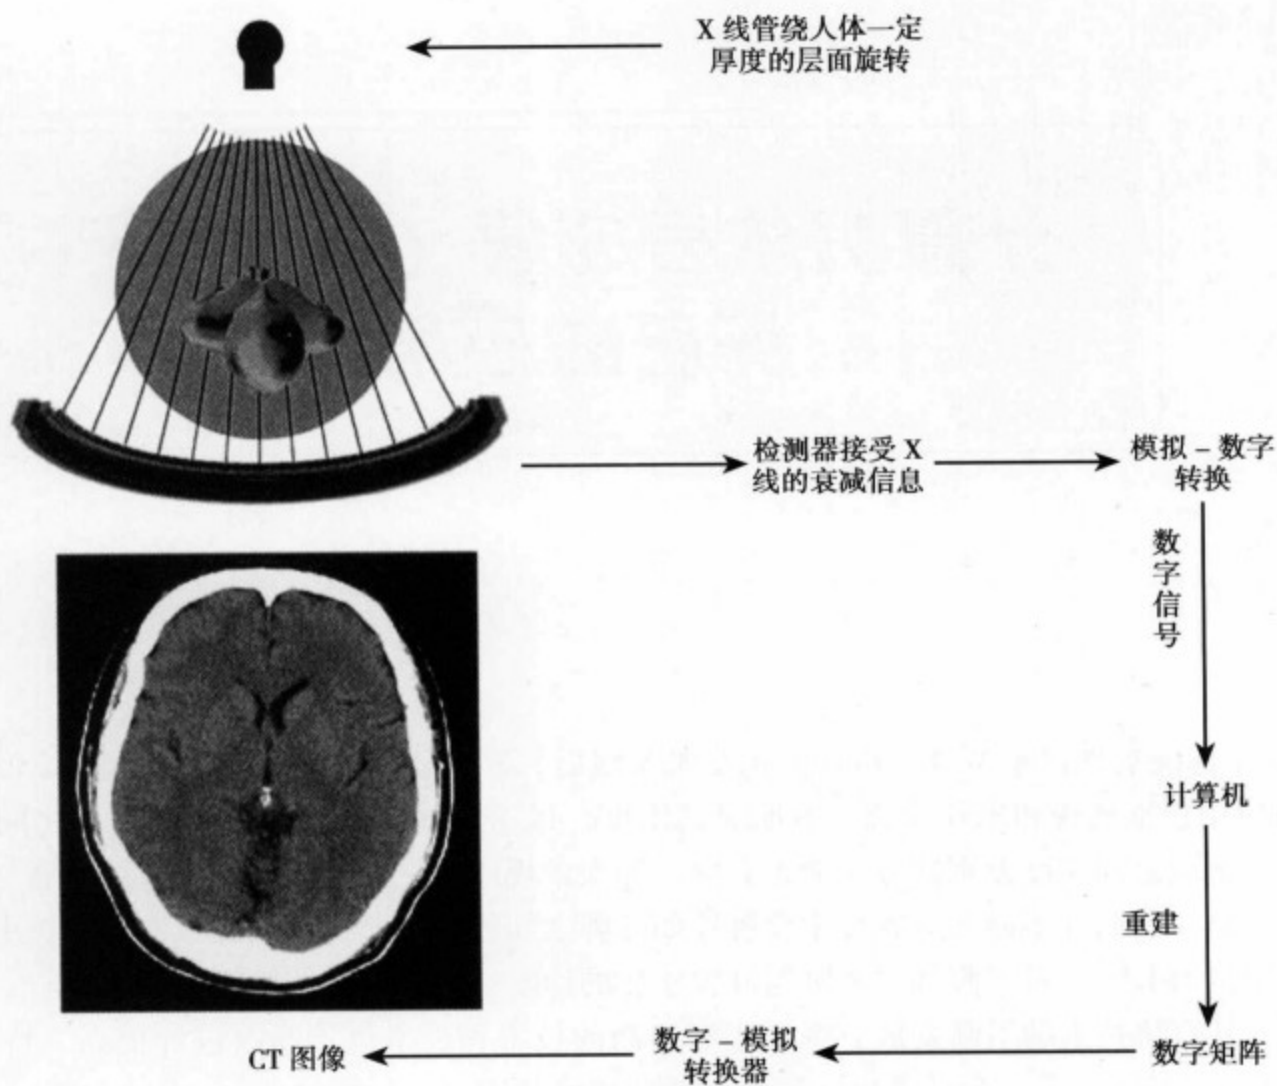 X 线管绕人体一定
厚度的层面旋转
检测器接受 X
线的衰减信息
模拟 – 数字
转换
数字信号
计算机
重建
数字矩阵
数字 – 模拟
转换器
CT 图像